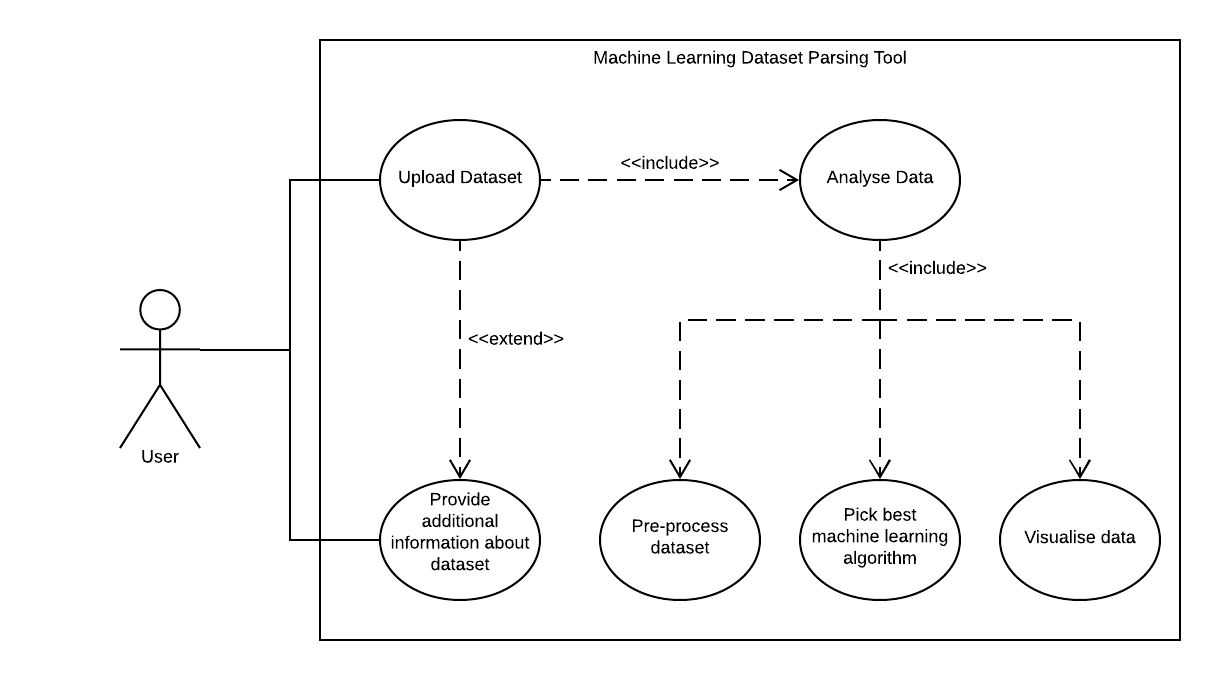 Machine Learning Dataset Parsing Tool
<<include>>
Upload Dataset
Analyse Data
<<include>>
<<extend>>
User
Provide
additional
information about
dataset
Pre-process
dataset
Pick best
machine learning
algorithm
Visualise data